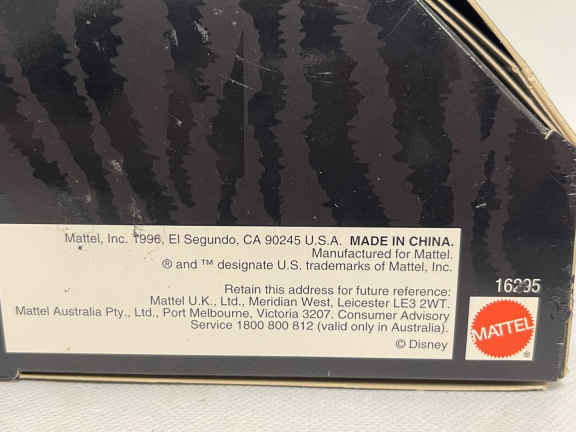 Mattel, Inc. 1996, El Segundo, CA 90245 U.S.A. MADE IN CHINA.
Manufactured for Mattel.
® and ™ designate U.S. trademarks of Mattel, Inc.
Retain this address for future reference:
Mattel U.K., Ltd., Meridian West, Leicester LE3 2WT.
Mattel Australia Pty., Ltd., Port Melbourne, Victoria 3207. Consumer Advisory
Service 1800 800 812 (valid only in Australia).
© Disney
16295
MATTEL
®